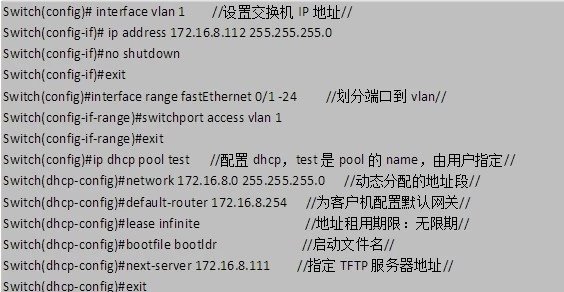 Switch(config)# interface vlan 1 //设置交换机 IP 地址//
Switch(config-if)# ip address 172.16.8.112 255.255.255.0
Switch(config-if)#no shutdown
Switch(config-if)#exit
Switch(config)#interface range fastEthernet 0/1 -24 //划分端口到 vlan//
Switch(config-if-range)#switchport access vlan 1
Switch(config-if-range)#exit
Switch(config)#ip dhcp pool test //配置 dhcp，test 是 pool 的 name，由用户指定//
Switch(dhcp-config)#network 172.16.8.0 255.255.255.0 //动态分配的地址段//
Switch(dhcp-config)#default-router 172.16.8.254 //为客户机配置默认网关//
Switch(dhcp-config)#lease infinite //地址租用期限：无限期//
Switch(dhcp-config)#bootfile bootldr //启动文件名//
Switch(dhcp-config)#next-server 172.16.8.111 //指定 TFTP 服务器地址//
Switch(dhcp-config)#exit